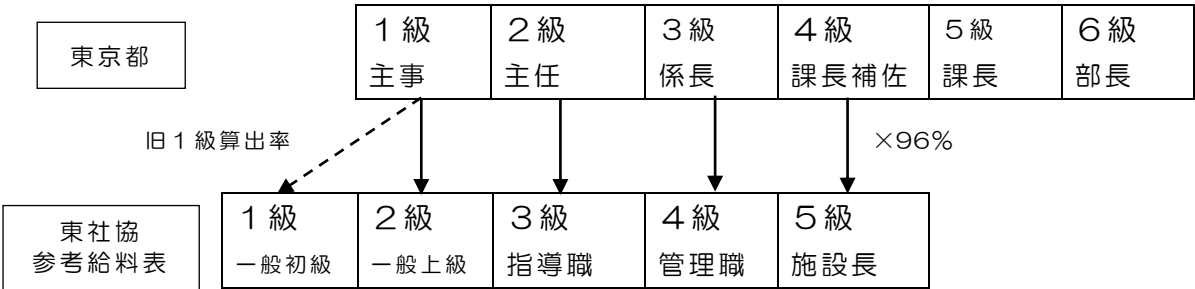 東京都
１級 ２級 ３級 ４級 ５級 ６級
主事 主任 係長 課長補佐 課長 部長
旧１級算出率 ×96%
東社協
参考給料表
１級 ２級 ３級 ４級 ５級
一般初級 一般上級 指導職 管理職 施設長